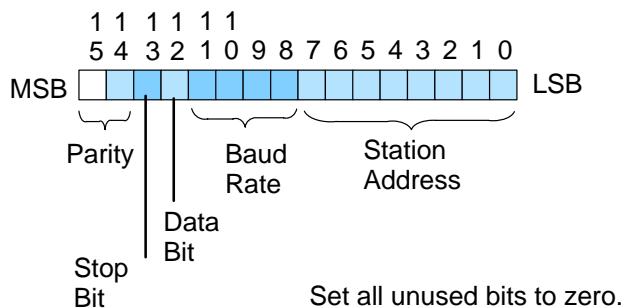 1 1 1 1 1 1
5 4 3 2 1 0 9 8 7 6 5 4 3 2 1 0
MSB LSB
Parity Baud Rate Station Address
Data Bit
Stop Bit
Set all unused bits to zero.